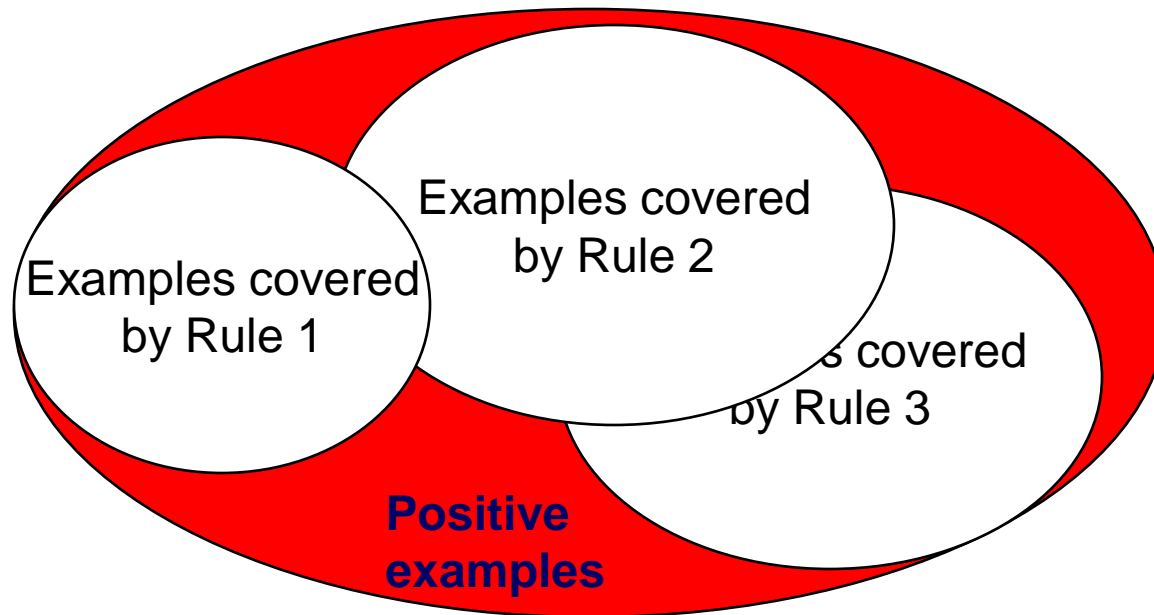 Examples covered
by Rule 2
Examples covered
by Rule 1
covered
by Rule 3
Positive
examples